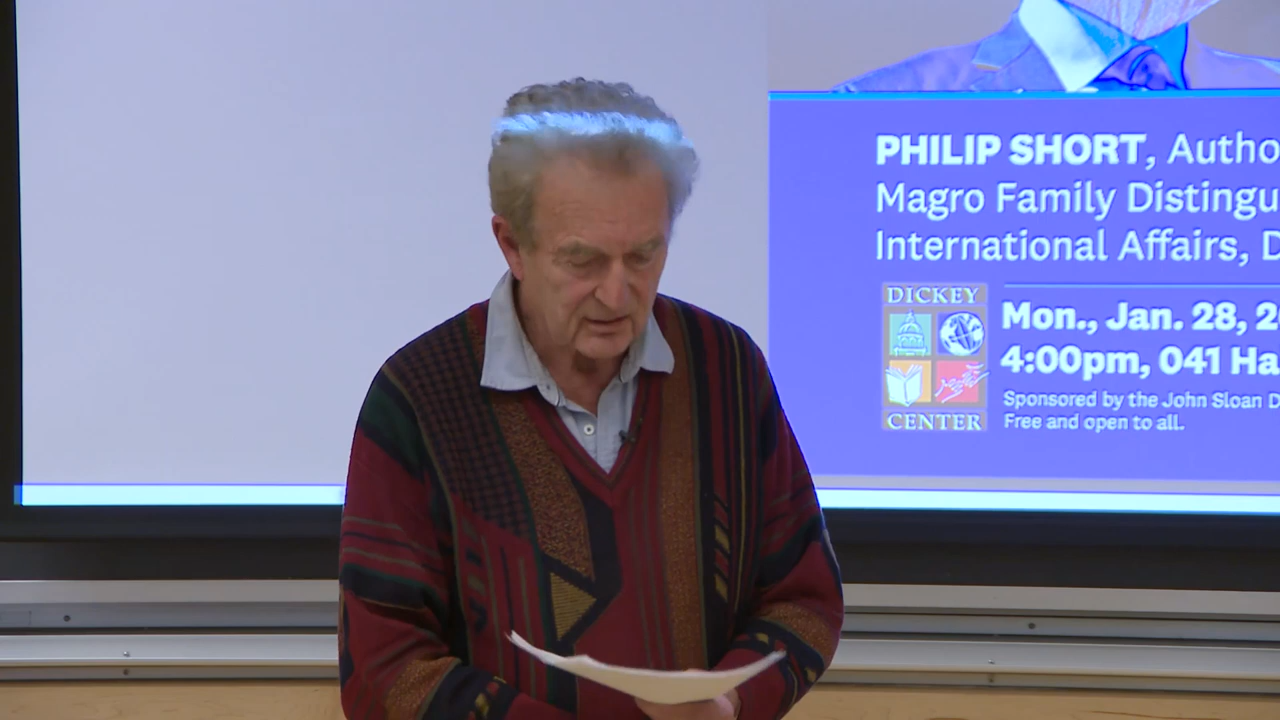 PHILIP SHORT, Autho
Magro Family Distingu
International Affairs, D
DICKEY
CENTER
Mon., Jan. 28, 2
4:00pm, 041 Ha
Sponsored by the John Sloan D
Free and open to all.